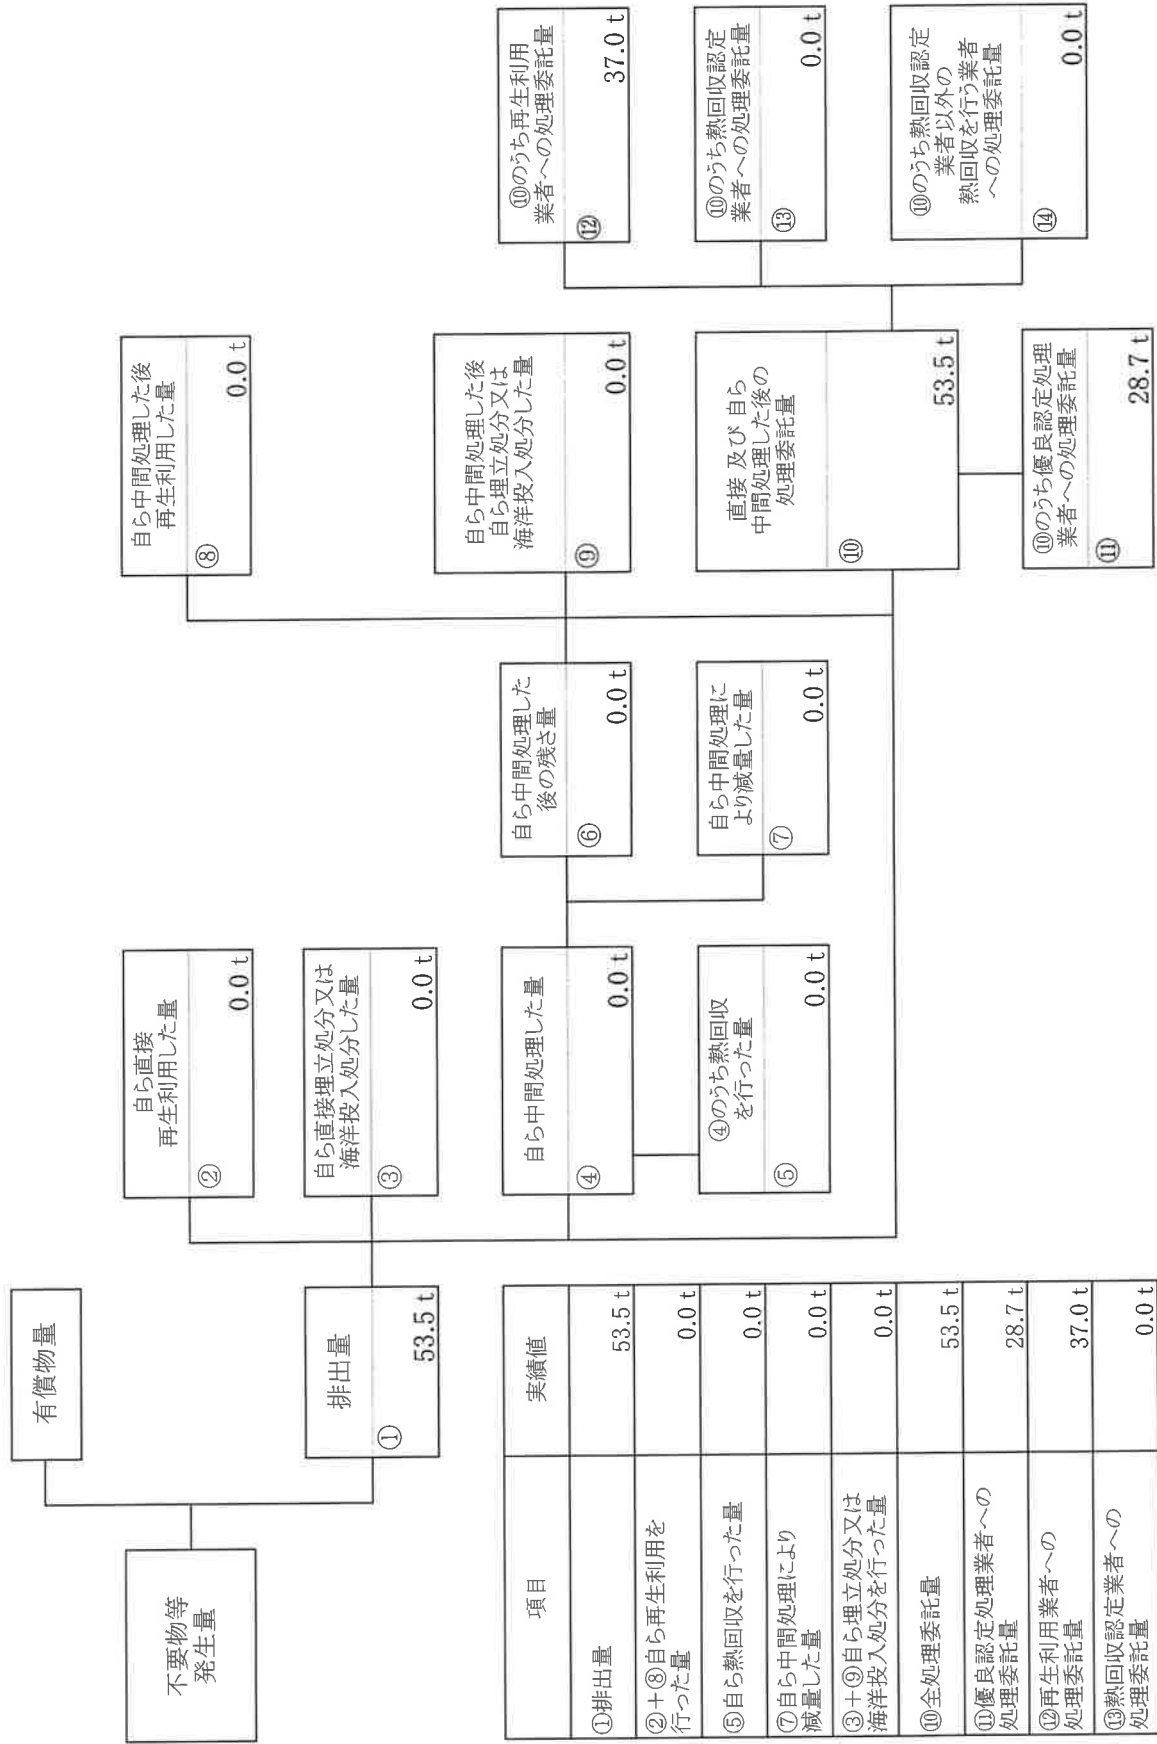 不要物等
発生量
有償物量
排出量
①
53.5 t
自ら直接
再生利用した量
②
0.0 t
自ら直接埋立処分又は
海洋投入処分した量
③
0.0 t
自ら中間処理した量
④
0.0 t
④のうち熱回収
を行った量
⑤
0.0 t
自ら中間処理した
後の残さ量
⑥
0.0 t
自ら中間処理に
より減量した量
⑦
0.0 t
自ら中間処理した後
再生利用した量
⑧
0.0 t
自ら中間処理した後
自ら埋立処分又は
海洋投入処分した量
⑨
0.0 t
直接 及び 自ら
中間処理した後の
処理委託量
⑩
53.5 t
⑩のうち優良認定処理
業者への処理委託量
⑪
28.7 t
⑩のうち再生利用
業者への処理委託量
⑫
37.0 t
⑩のうち熱回収認定
業者への処理委託量
⑬
0.0 t
⑩のうち熱回収認定
業者以外の
熱回収を行う業者
への処理委託量
⑭
0.0 t
項目 実績値
①排出量 53.5 t
②+⑧自ら再生利用を
行った量 0.0 t
⑤自ら熱回収を行った量 0.0 t
⑦自ら中間処理により
減量した量 0.0 t
③+⑨自ら埋立処分又は
海洋投入処分を行った量 0.0 t
⑩全処理委託量 53.5 t
⑪優良認定処理業者への
処理委託量 28.7 t
⑫再生利用業者への
処理委託量 37.0 t
⑬熱回収認定業者への
処理委託量 0.0 t